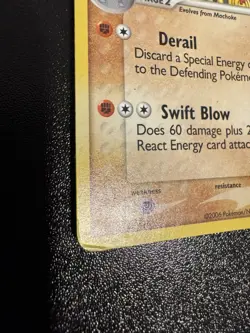 Evolves from Machoke
Derail
Discard a Special Energy
to the Defending Pokém
Swift Blow
Does 60 damage plus 2
React Energy card attac
resistance
©2006 Pokémon